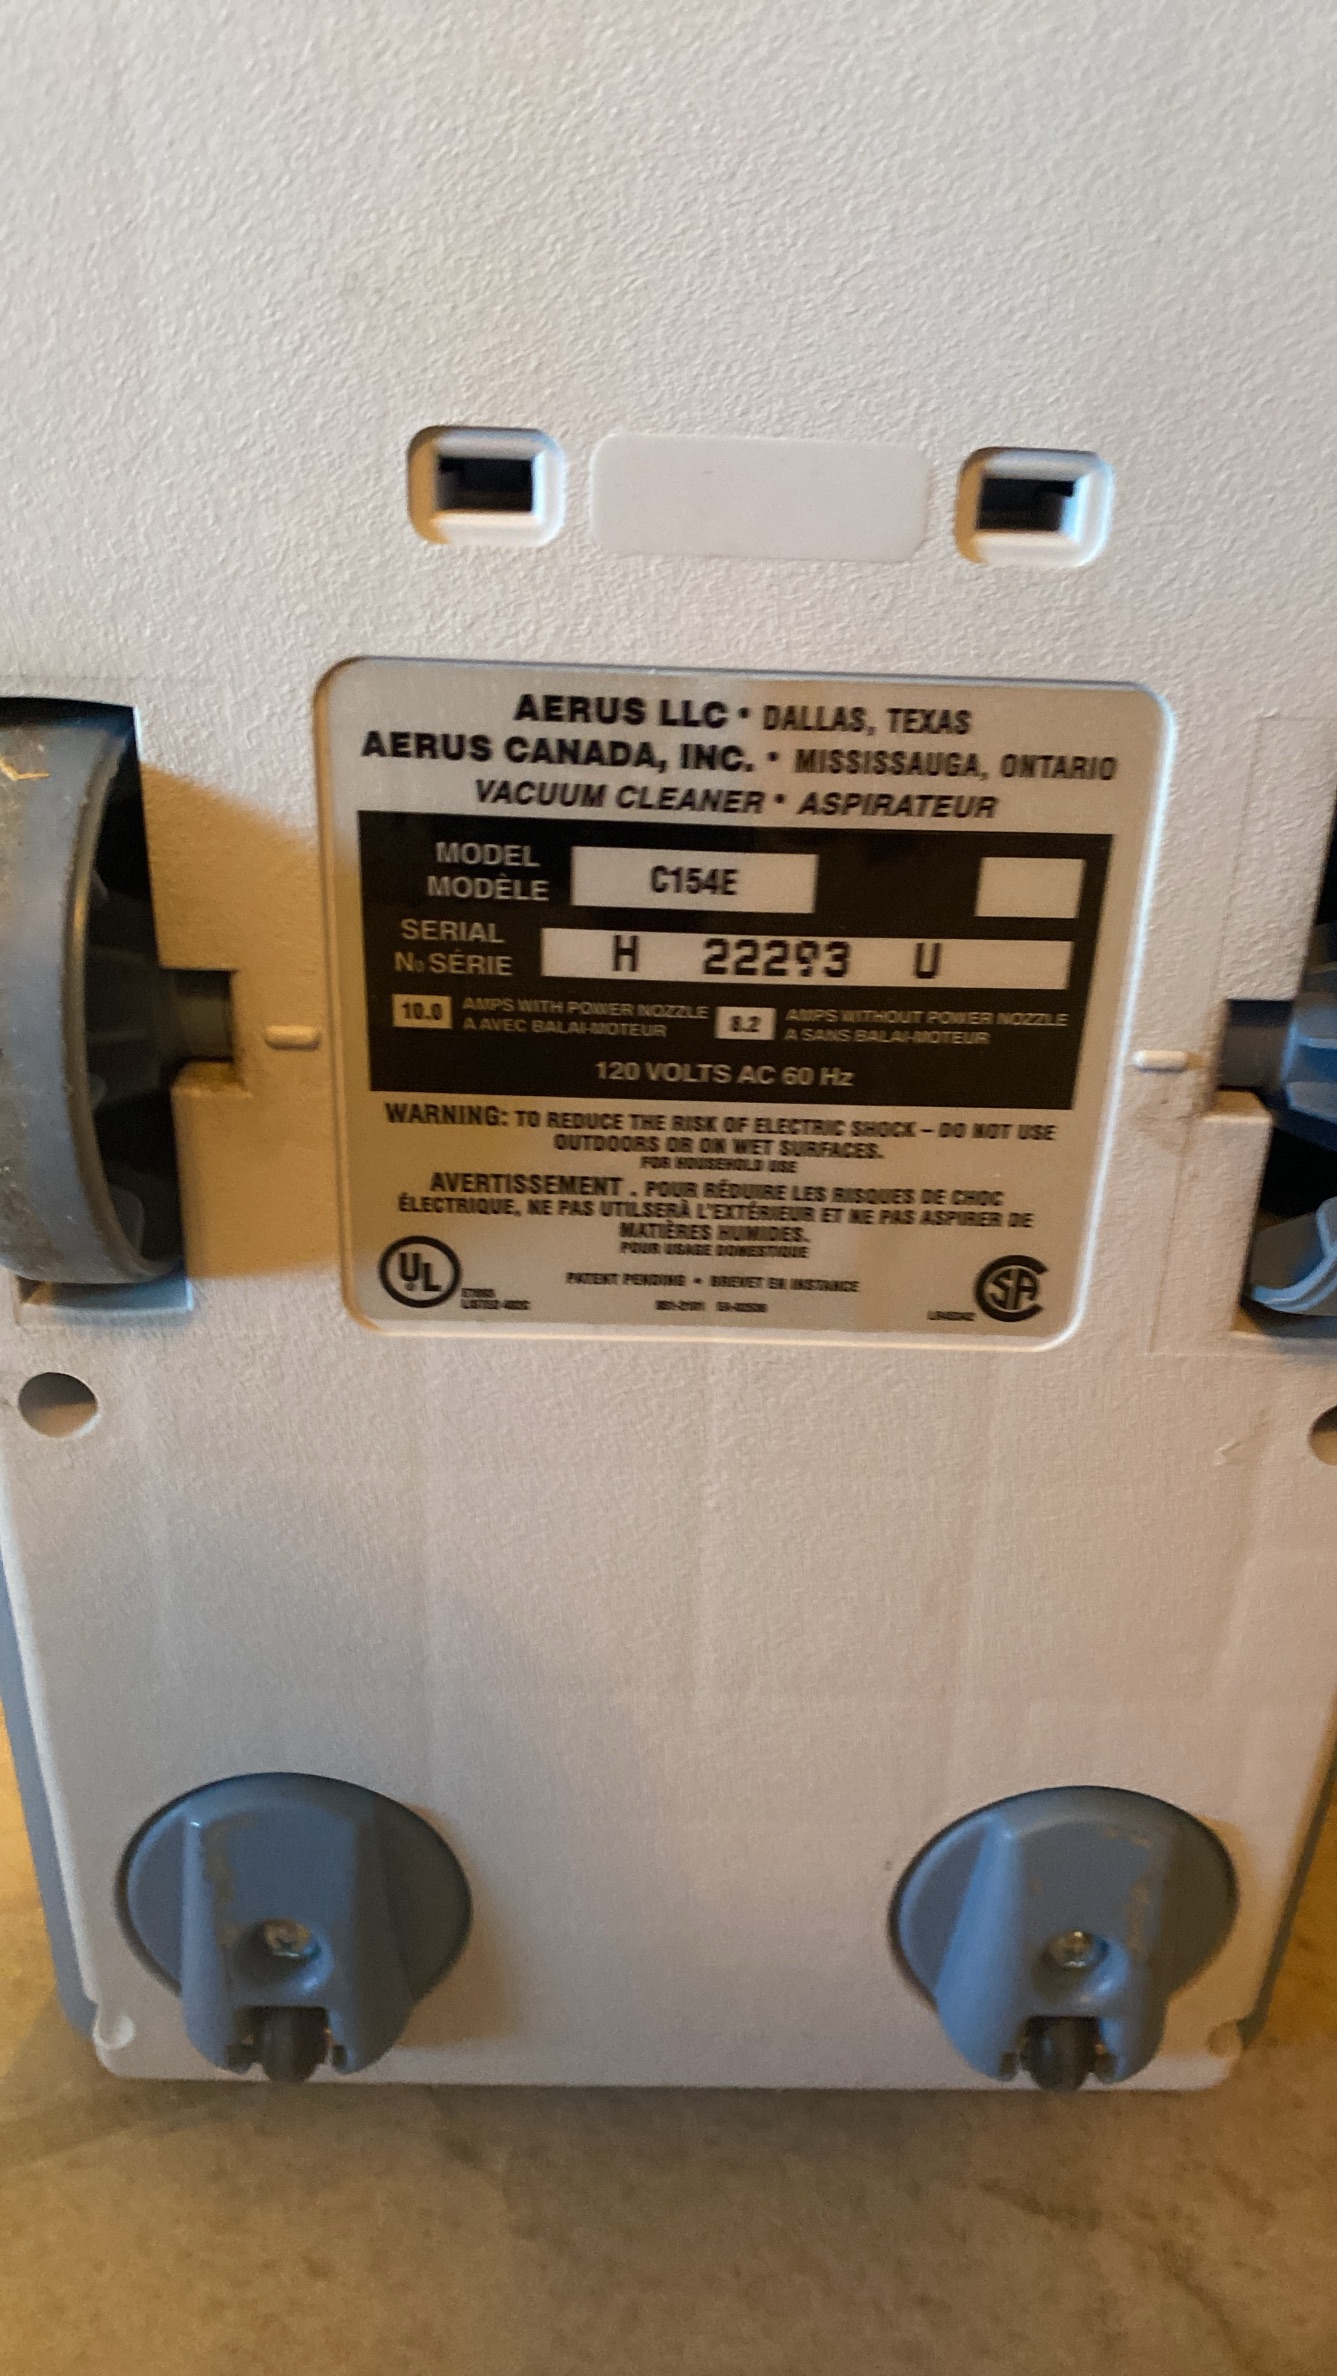 AERUS LLC • DALLAS, TEXAS
AERUS CANADA, INC. • MISSISSAUGA, ONTARIO
VACUUM CLEANER • ASPIRATEUR
MODEL
MODÈLE
C154E
SERIAL
No SÉRIE
H 22293 U
10.0 AMPS WITH POWER NOZZLE
A AVEC BALAI-MOTEUR
8.2 AMPS WITHOUT POWER NOZZLE
A SANS BALAI-MOTEUR
120 VOLTS AC 60 Hz
WARNING: TO REDUCE THE RISK OF ELECTRIC SHOCK – DO NOT USE
OUTDOORS OR ON WET SURFACES.
FOR HOUSEHOLD USE
AVERTISSEMENT . POUR RÉDUIRE LES RISQUES DE CHOC
ÉLECTRIQUE, NE PAS UTILSERÀ L'EXTÉRIEUR ET NE PAS ASPIRER DE
MATIÈRES HUMIDES.
POUR USAGE DOMESTIQUE
UL
LISTED
PATENT PENDING • BREVET EN INSTANCE
SA